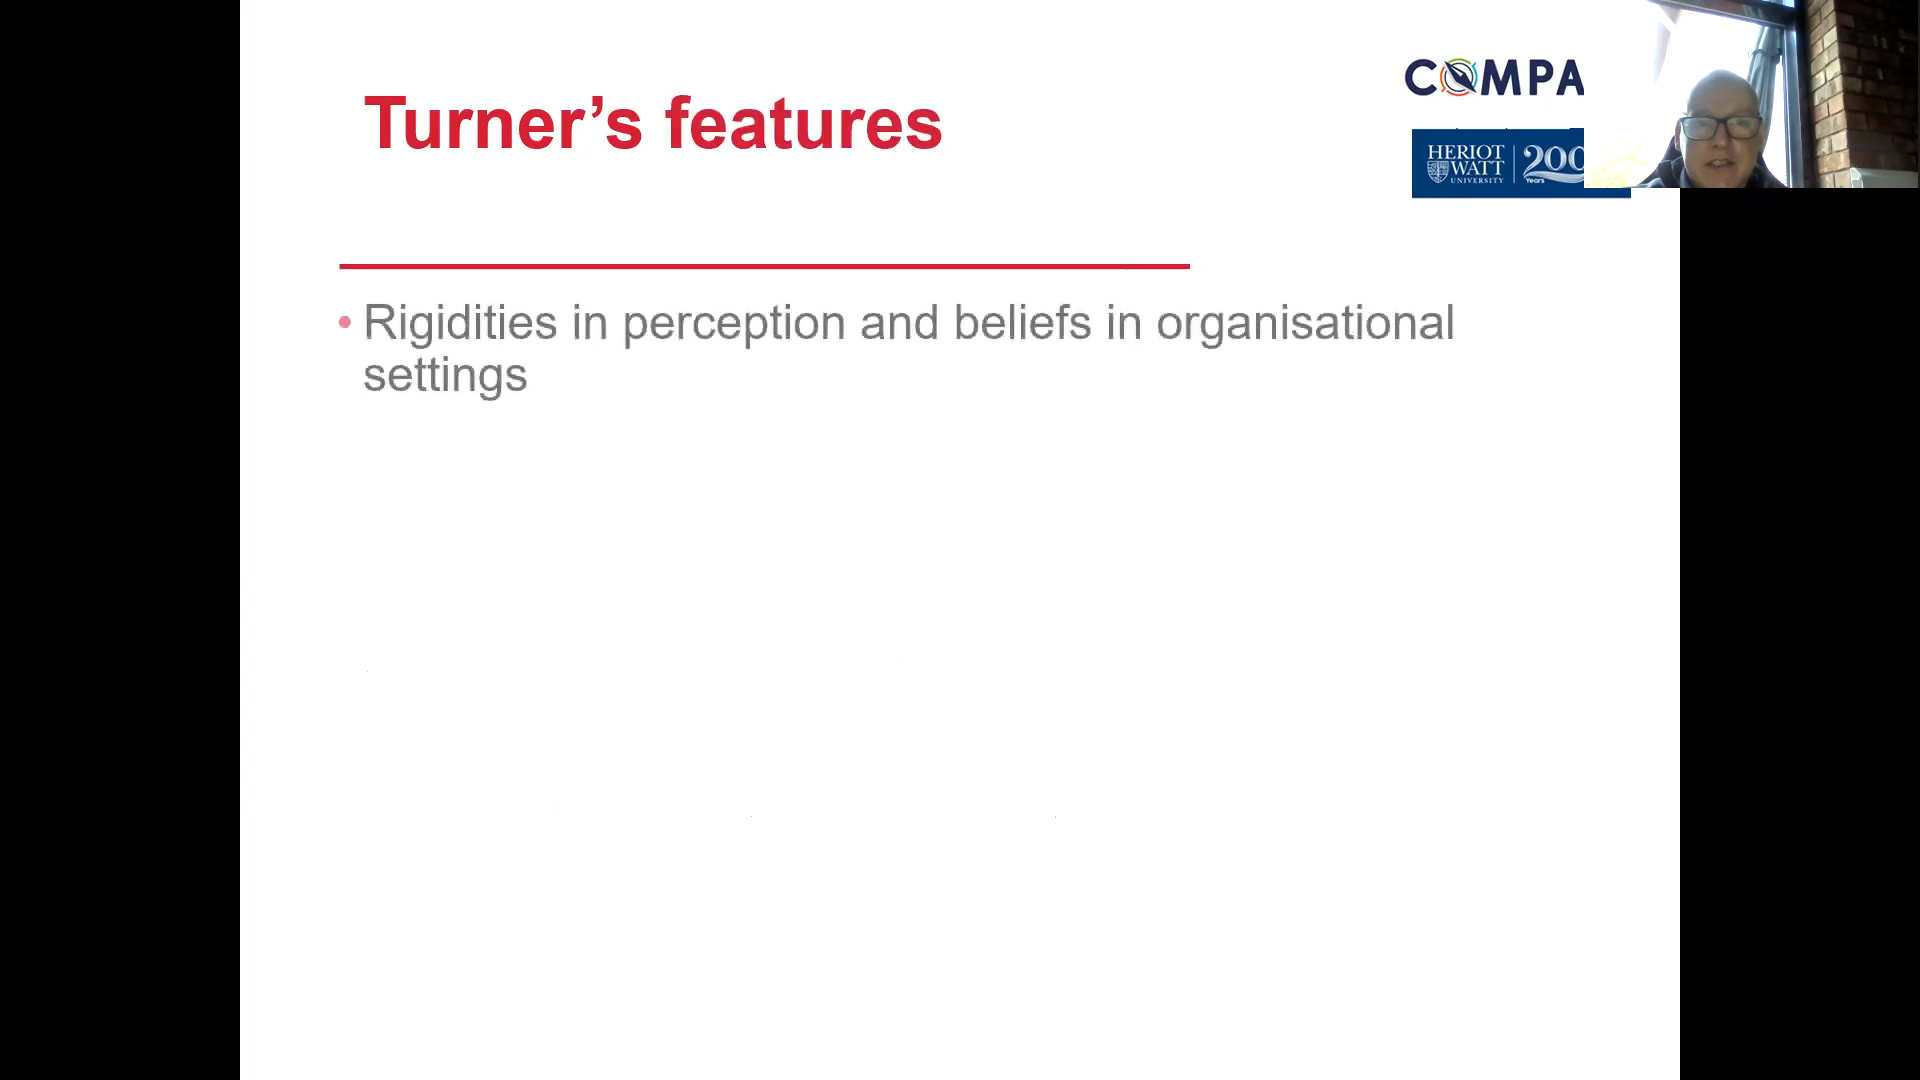 Turner’s features
COMPA
HERIOT
WATT
UNIVERSITY
200
Years
• Rigidities in perception and beliefs in organisational
settings